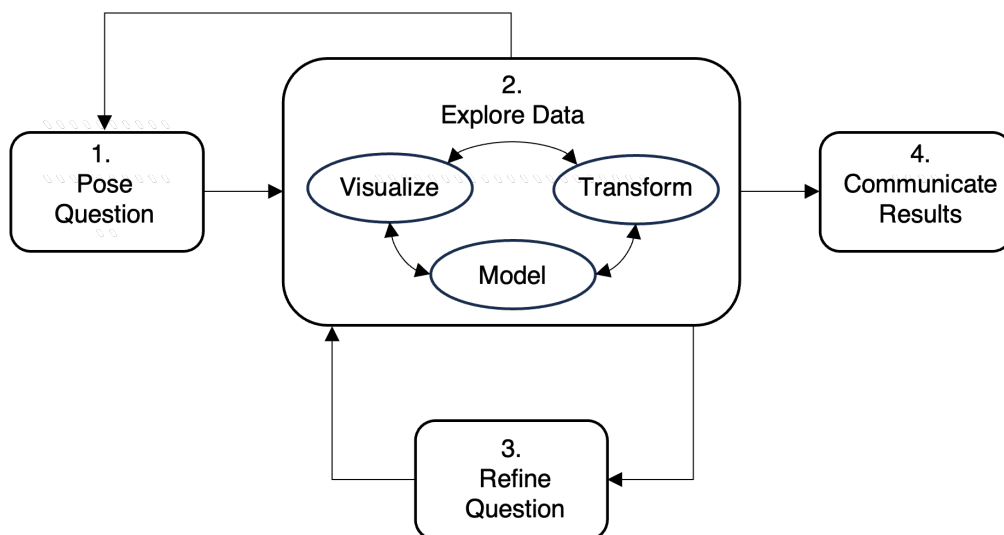 1.
Pose
Question
2.
Explore Data
Visualize
Transform
Model
3.
Refine
Question
4.
Communicate
Results